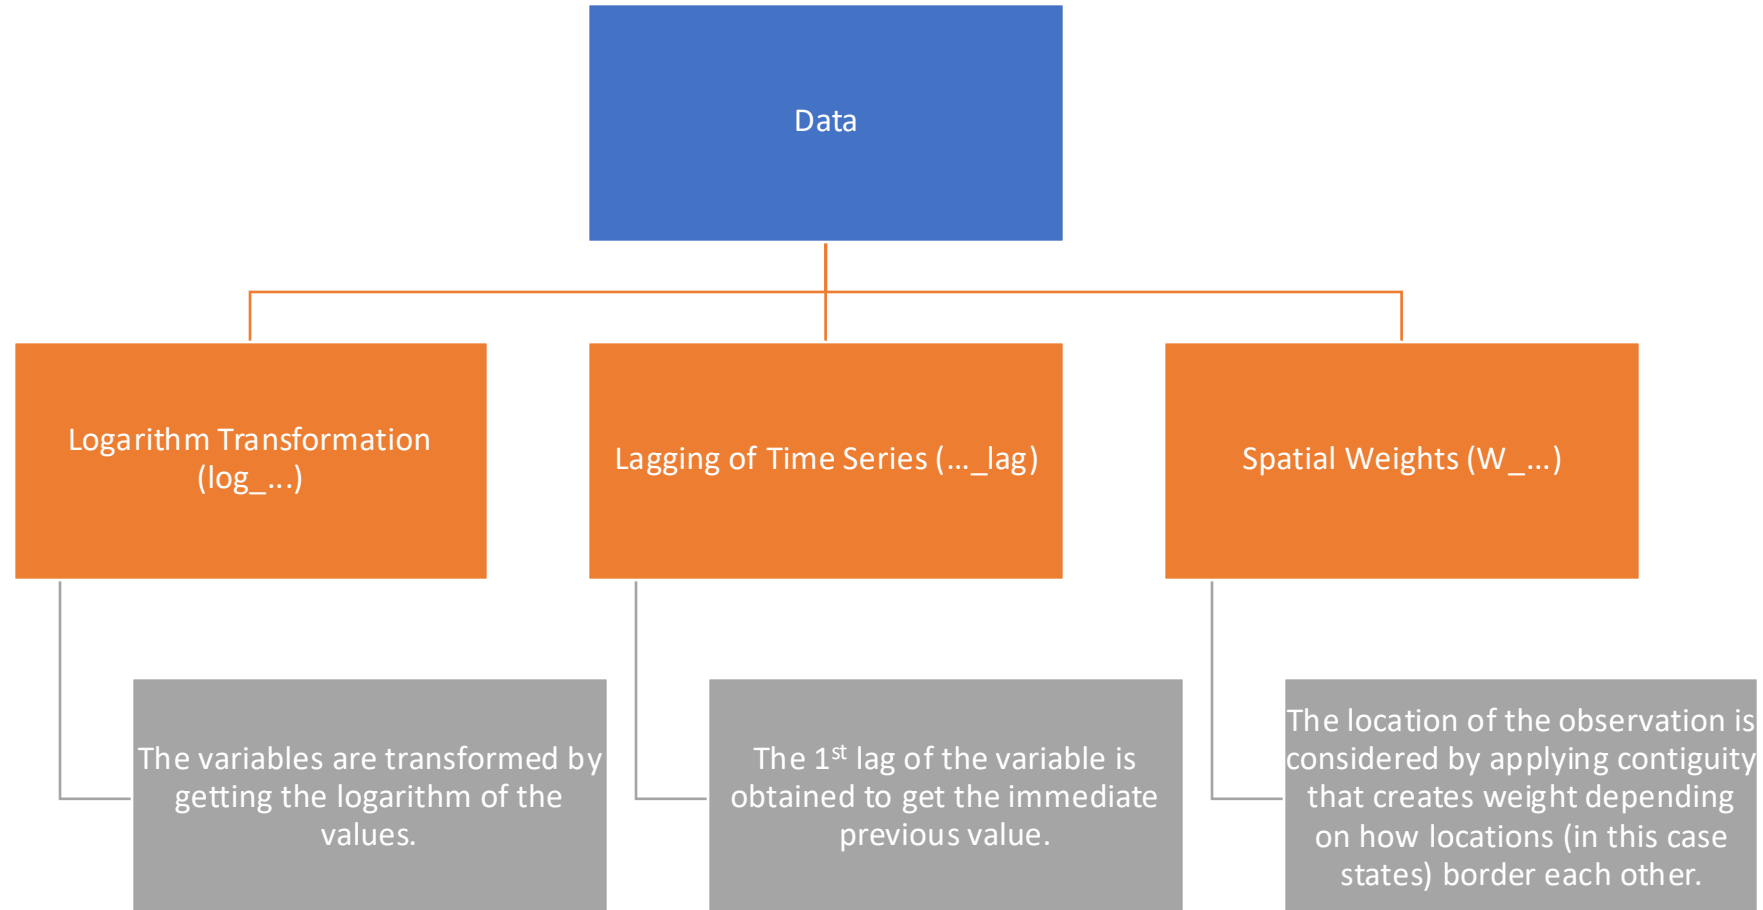 Data
Logarithm Transformation
(log_...)
Lagging of Time Series (..._lag)
Spatial Weights (W_...)
The variables are transformed by
getting the logarithm of the
values.
The 1st lag of the variable is
obtained to get the immediate
previous value.
The location of the observation is
considered by applying contiguity
that creates weight depending
on how locations (in this case
states) border each other.